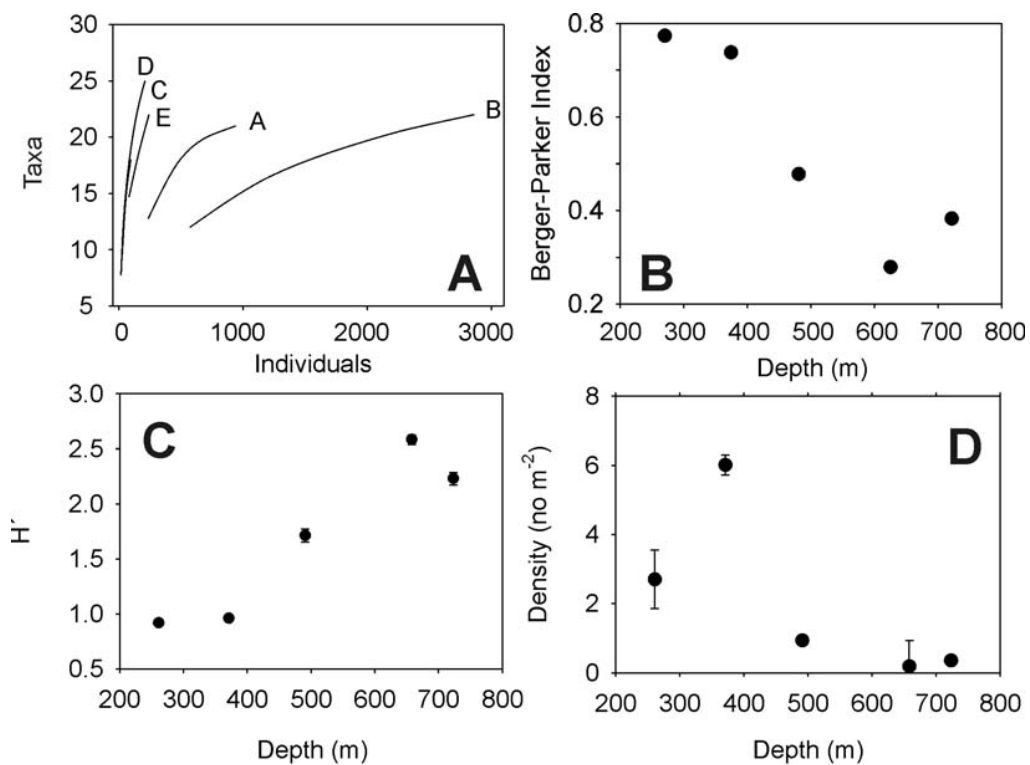 30
25
20
15
10
5
Taxa
D
C
E
A
B
A
0
1000
2000
3000
Individuals
0.8
0.6
0.4
0.2
Berger-Parker Index
B
200 300 400 500 600 700 800
Depth (m)
3.0
2.5
2.0
1.5
1.0
0.5
H´
C
200 300 400 500 600 700 800
Depth (m)
8
6
4
2
0
Density (no m⁻²)
D
200 300 400 500 600 700 800
Depth (m)